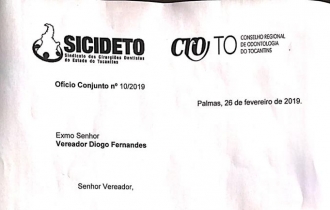 SICIDETO
Sindicato dos Cirurgiões Dentistas
do Estado do Tocantins
CRO TO
CONSELHO REGIONAL
DE ODONTOLOGIA
DO TOCANTINS
Oficio Conjunto nº 10/2019
Palmas, 26 de fevereiro de 2019.
Exmo Senhor
Vereador Diogo Fernandes
Senhor Vereador,